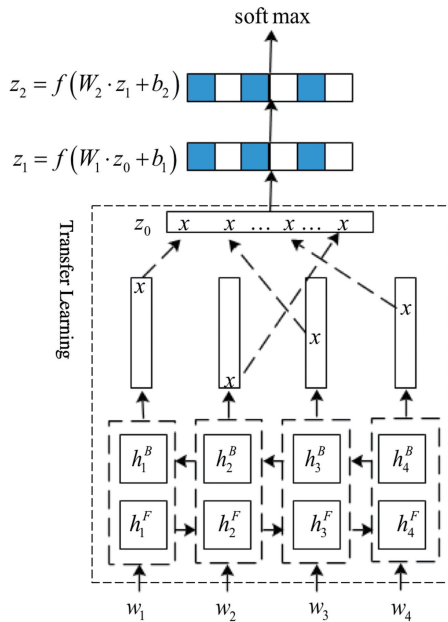 soft max
z₂ = f(W₂ · z₁ + b₂)
z₁ = f(W₁ · z₀ + b₁)
Transfer Learning
z₀ x x … x … x
x
x
x
x
h₁ᴮ h₂ᴮ h₃ᴮ h₄ᴮ
h₁ᶠ h₂ᶠ h₃ᶠ h₄ᶠ
w₁ w₂ w₃ w₄